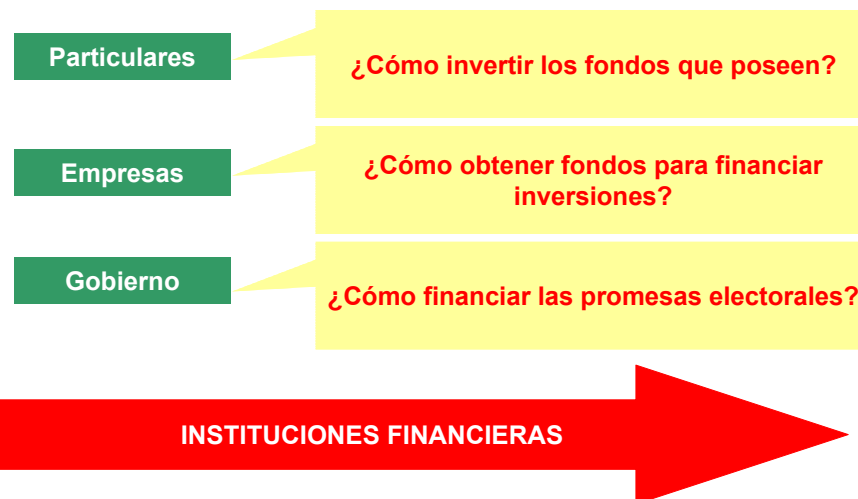 Particulares
¿Cómo invertir los fondos que poseen?
Empresas
¿Cómo obtener fondos para financiar
inversiones?
Gobierno
¿Cómo financiar las promesas electorales?
INSTITUCIONES FINANCIERAS